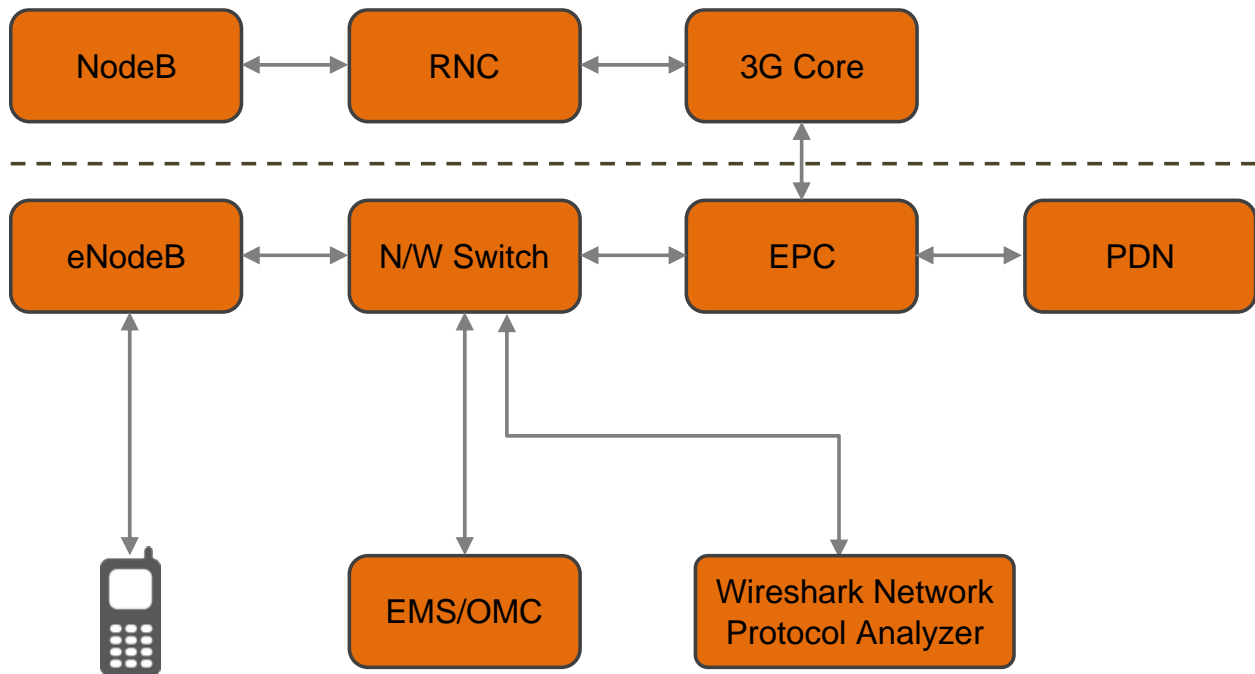 NodeB
RNC
3G Core
eNodeB
N/W Switch
EPC
PDN
EMS/OMC
Wireshark Network
Protocol Analyzer